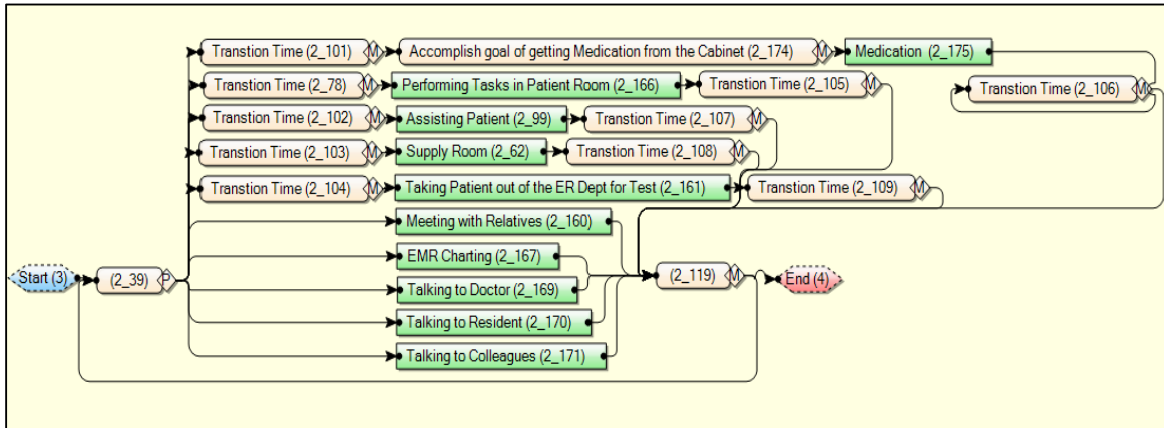 Transtion Time (2_101) M Accomplish goal of getting Medication from the Cabinet (2_174) M Medication (2_175)
Transtion Time (2_78) M Performing Tasks in Patient Room (2_166) Transtion Time (2_105) M Transtion Time (2_106) M
Transtion Time (2_102) M Assisting Patient (2_99) Transtion Time (2_107) M
Transtion Time (2_103) M Supply Room (2_62) Transtion Time (2_108) M
Transtion Time (2_104) M Taking Patient out of the ER Dept for Test (2_161) Transtion Time (2_109) M
Meeting with Relatives (2_160)
EMR Charting (2_167)
Start (3) (2_39) P (2_119) M End (4)
Talking to Doctor (2_169)
Talking to Resident (2_170)
Talking to Colleagues (2_171)